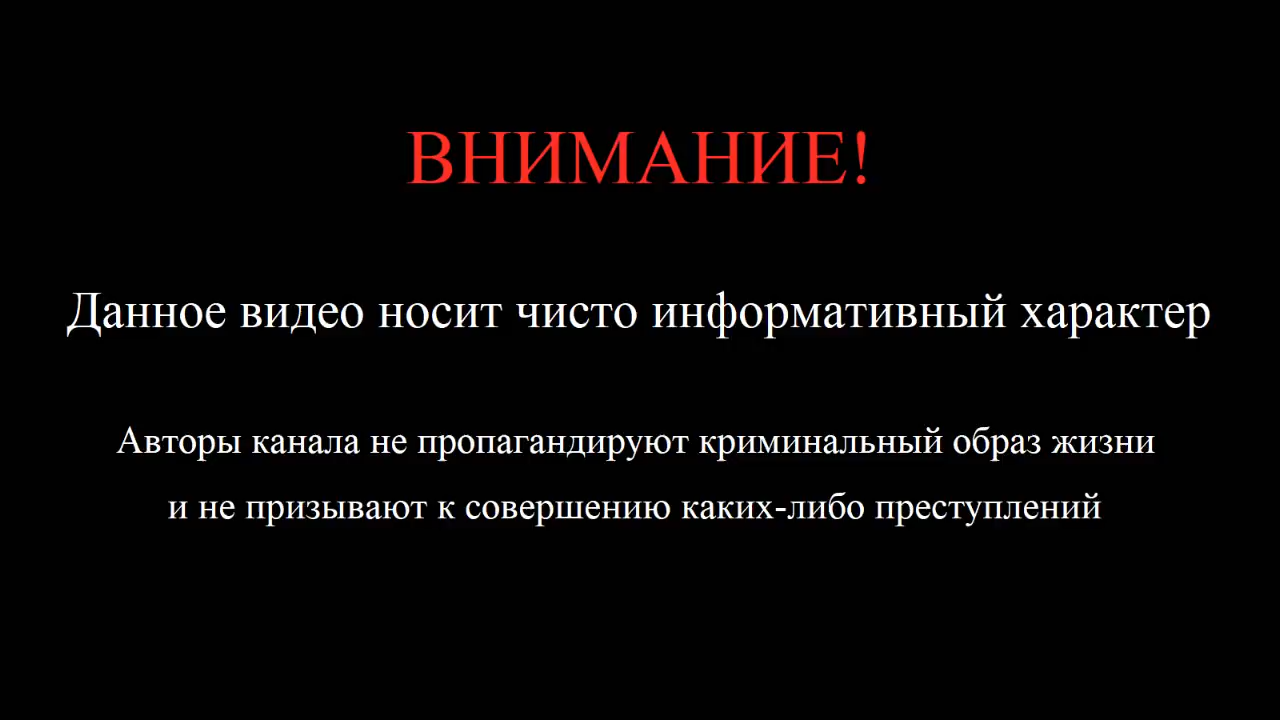 ВНИМАНИЕ!
Данное видео носит чисто информативный характер
Авторы канала не пропагандируют криминальный образ жизни
и не призывают к совершению каких-либо преступлений